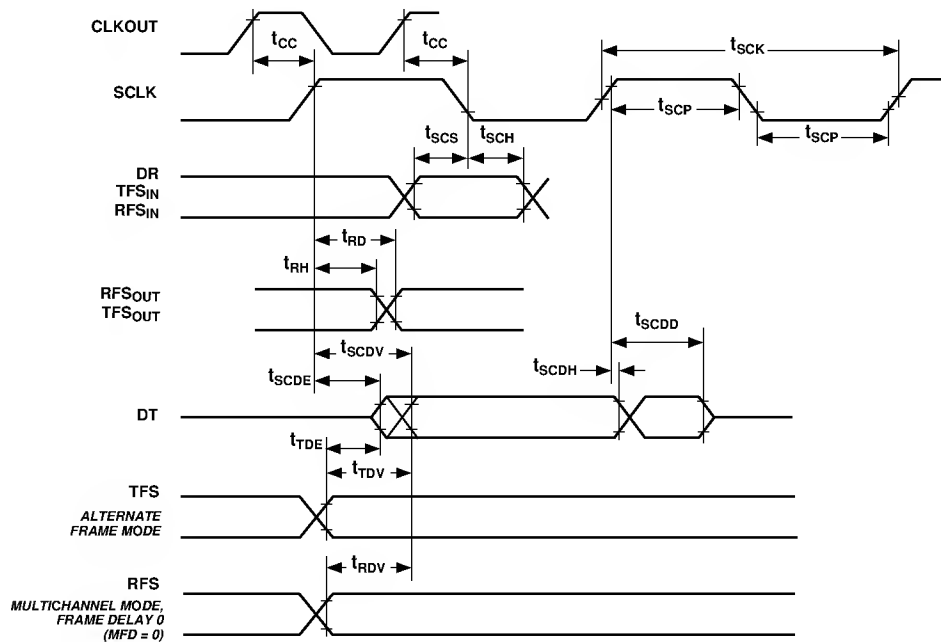 CLKOUT
tCC
tCC
tSCK
SCLK
tSCP
tSCP
tSCS
tSCH
DR
TFSIN
RFSIN
tRD
tRH
RFSOUT
TFSOUT
tSCDD
tSCDV
tSCDH
tSCDE
DT
tTDE
tTDV
TFS
ALTERNATE
FRAME MODE
tRDV
RFS
MULTICHANNEL MODE,
FRAME DELAY 0
(MFD = 0)